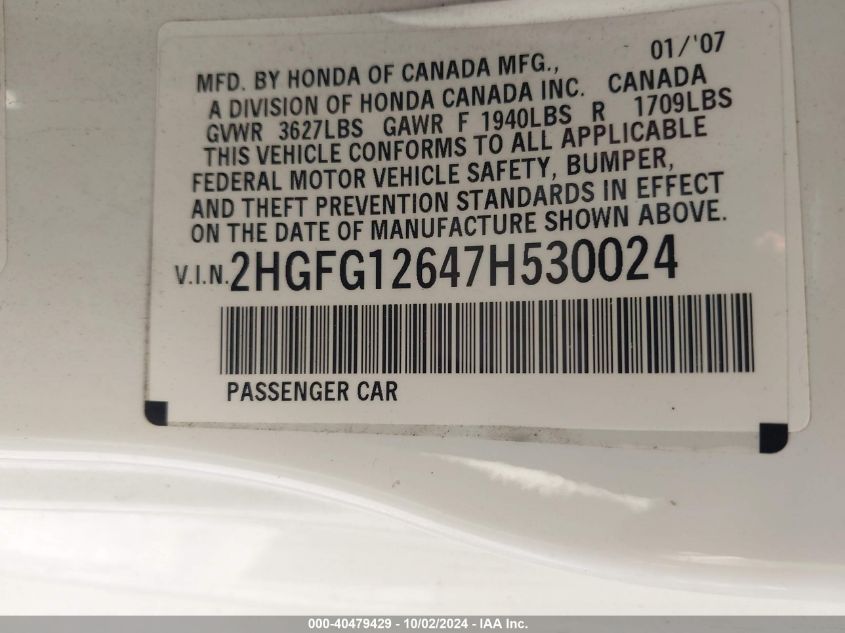 01/'07
MFD. BY HONDA OF CANADA MFG.,
A DIVISION OF HONDA CANADA INC. CANADA
GVWR 3627LBS GAWR F 1940LBS R 1709LBS
THIS VEHICLE CONFORMS TO ALL APPLICABLE
FEDERAL MOTOR VEHICLE SAFETY, BUMPER,
AND THEFT PREVENTION STANDARDS IN EFFECT
ON THE DATE OF MANUFACTURE SHOWN ABOVE.
V.I.N. 2HGFG12647H530024
PASSENGER CAR
000-40479429 - 10/02/2024 - IAA Inc.